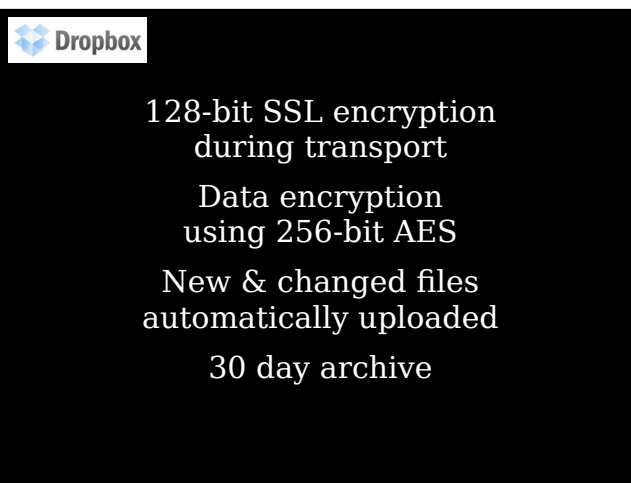 Dropbox
128-bit SSL encryption
during transport
Data encryption
using 256-bit AES
New & changed files
automatically uploaded
30 day archive